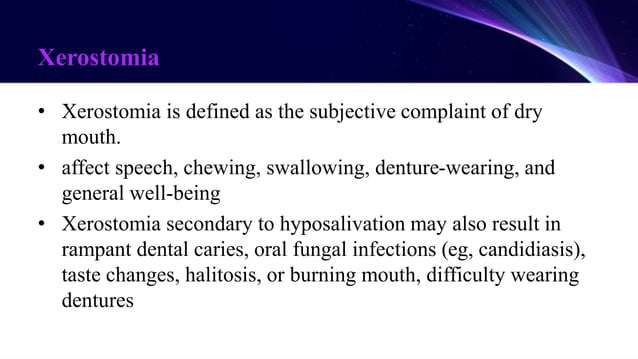 Xerostomia
• Xerostomia is defined as the subjective complaint of dry
mouth.
• affect speech, chewing, swallowing, denture-wearing, and
general well-being
• Xerostomia secondary to hyposalivation may also result in
rampant dental caries, oral fungal infections (eg, candidiasis),
taste changes, halitosis, or burning mouth, difficulty wearing
dentures